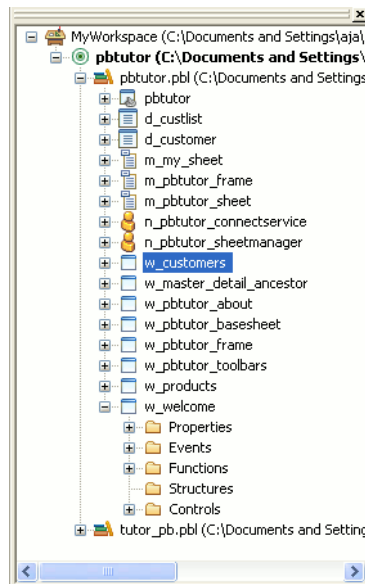 MyWorkspace (C:\Documents and Settings\aja\
pbtutor (C:\Documents and Settings\
pbtutor.pbl (C:\Documents and Settings
pbtutor
d_custlist
d_customer
m_my_sheet
m_pbtutor_frame
m_pbtutor_sheet
n_pbtutor_connectservice
n_pbtutor_sheetmanager
w_customers
w_master_detail_ancestor
w_pbtutor_about
w_pbtutor_basesheet
w_pbtutor_frame
w_pbtutor_toolbars
w_products
w_welcome
Properties
Events
Functions
Structures
Controls
tutor_pb.pbl (C:\Documents and Setting